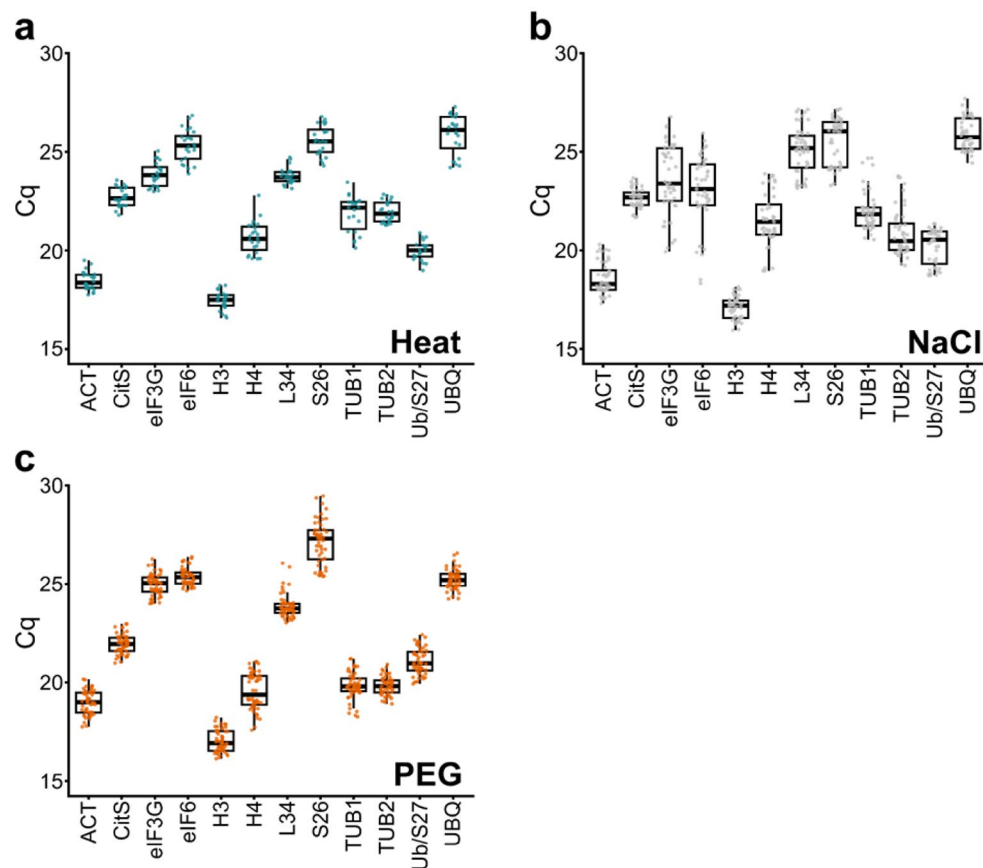 a
30
25
20
15
Cq
Heat
ACT
CitS
eIF3G
eIF6
H3
H4
L34
S26
TUB1
TUB2
Ub/S27
UBQ
b
30
25
20
15
Cq
NaCl
ACT
CitS
eIF3G
eIF6
H3
H4
L34
S26
TUB1
TUB2
Ub/S27
UBQ
c
30
25
20
15
Cq
PEG
ACT
CitS
eIF3G
eIF6
H3
H4
L34
S26
TUB1
TUB2
Ub/S27
UBQ